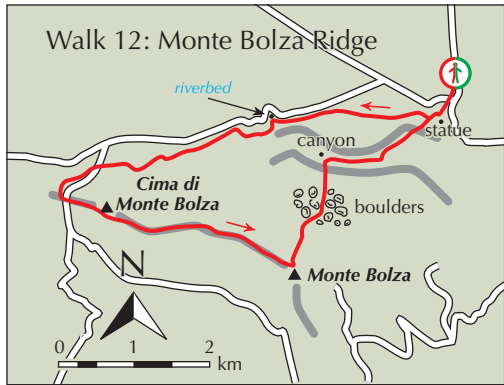 Walk 12: Monte Bolza Ridge
riverbed
statue
canyon
Cima di
Monte Bolza
boulders
N
Monte Bolza
0 1 2
km